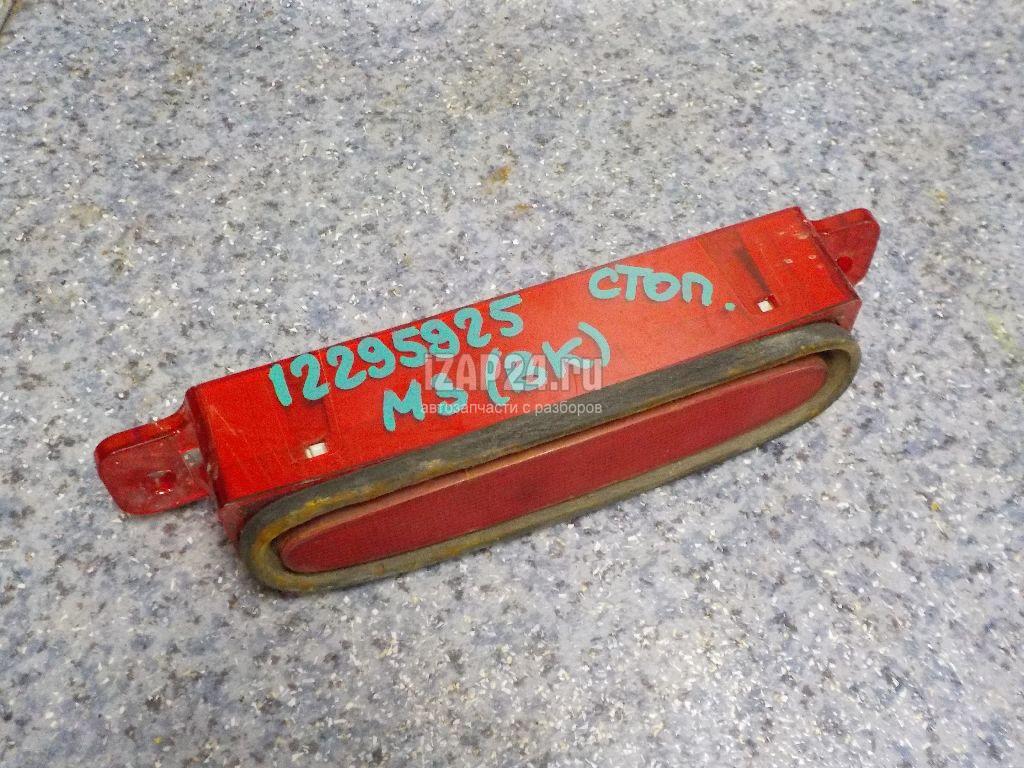 12295925 стоп.
М3 (BK)
iZAP24.ru
автозапчасти с разборов